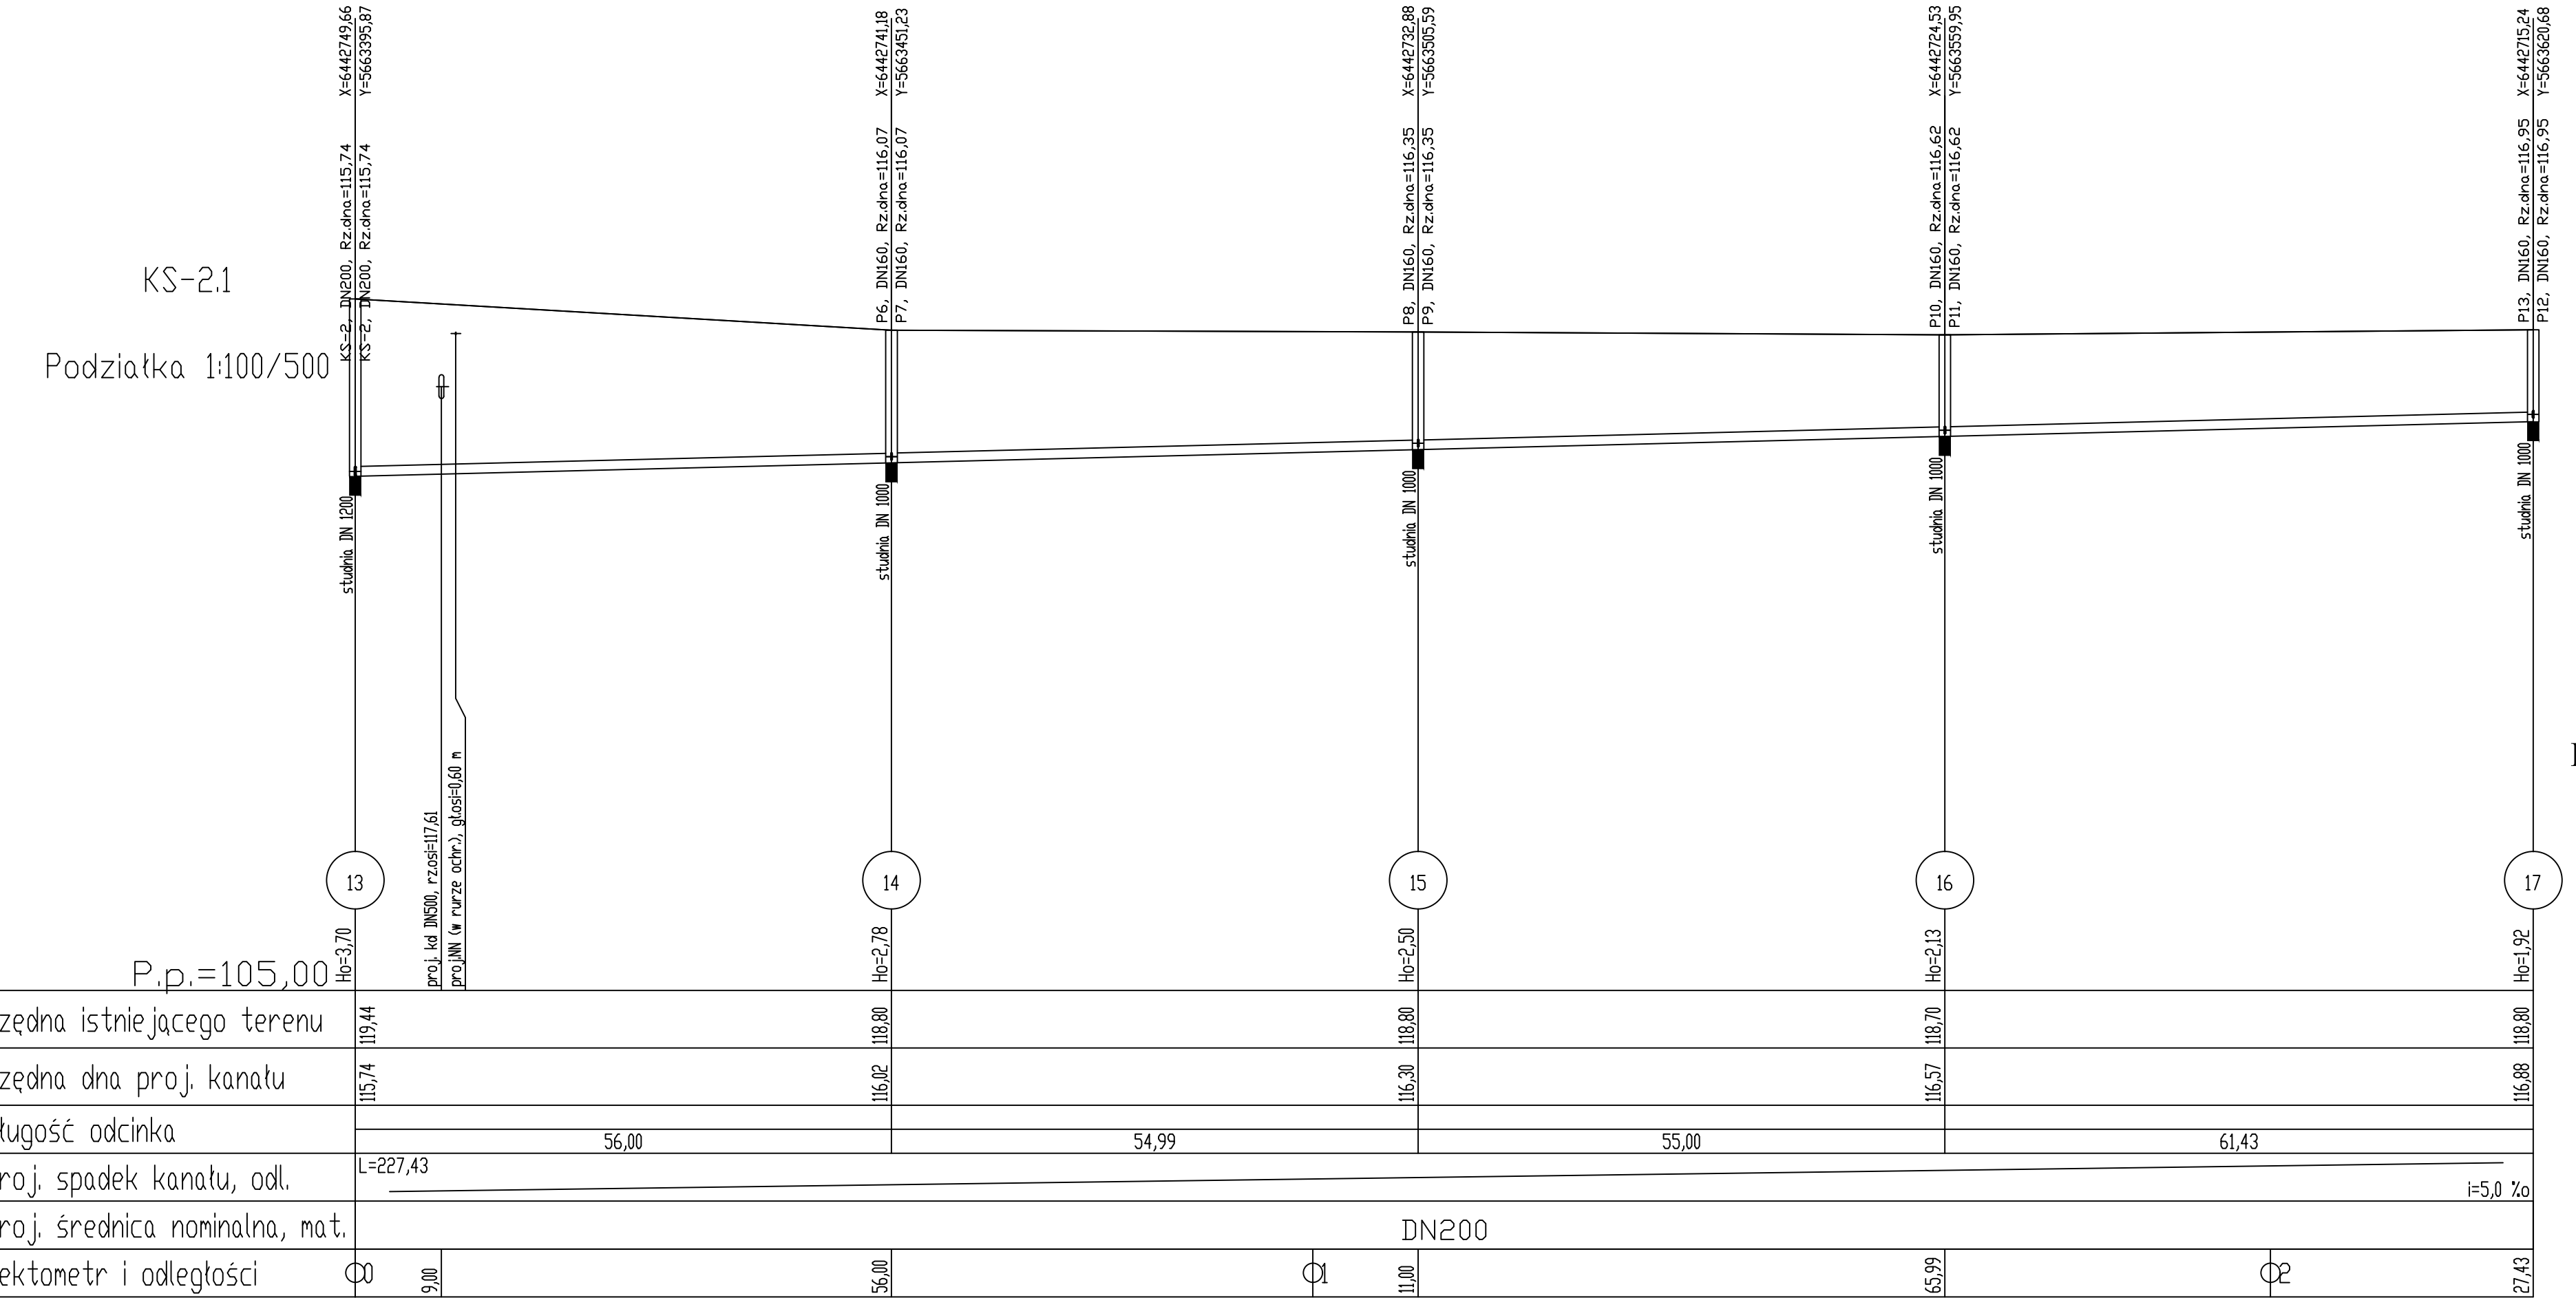 X=6442749,66
Y=5663395,87
X=6442741,18
Y=5663451,23
X=6442732,88
Y=5663505,59
X=6442724,53
Y=5663559,95
X=6442715,24
Y=5663620,68
KS-2, DN200, Rz.dna=115,74
KS-2, DN200, Rz.dna=115,74
P6, DN160, Rz.dna=116,07
P7, DN160, Rz.dna=116,07
P8, DN160, Rz.dna=116,35
P9, DN160, Rz.dna=116,35
P10, DN160, Rz.dna=116,62
P11, DN160, Rz.dna=116,62
P13, DN160, Rz.dna=116,95
P12, DN160, Rz.dna=116,95
KS-2.1
Podziałka 1:100/500
studnia DN 1200
studnia DN 1000
studnia DN 1000
studnia DN 1000
studnia DN 1000
proj. kd DN500, rz.osi=117,61
proj.NN (w rurze ochr.), gł.osi=0,60 m
13
14
15
16
17
Ho=3,70
Ho=2,78
Ho=2,50
Ho=2,13
Ho=1,92
P.p.=105,00
zędna istniejącego terenu
119,44
118,80
118,80
118,70
118,80
zędna dna proj. kanału
115,74
116,02
116,30
116,57
116,88
ługość odcinka
56,00
54,99
55,00
61,43
roj. spadek kanału, odl.
L=227,43
i=5,0 ‰
roj. średnica nominalna, mat.
DN200
ektometr i odległości
0
9,00
56,00
1
11,00
65,99
2
27,43